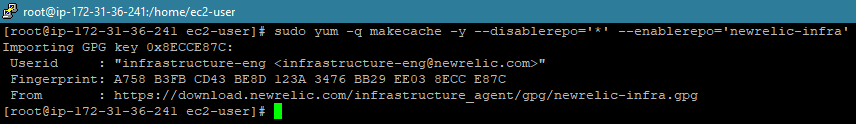 root@ip-172-31-36-241:/home/ec2-user
[root@ip-172-31-36-241 ec2-user]# sudo yum -q makecache -y --disablerepo='*' --enablerepo='newrelic-infra'
Importing GPG key 0x8ECCE87C:
 Userid     : "infrastructure-eng <infrastructure-eng@newrelic.com>"
 Fingerprint: A758 B3FB CD43 BE8D 123A 3476 BB29 EE03 8ECC E87C
 From       : https://download.newrelic.com/infrastructure_agent/gpg/newrelic-infra.gpg
[root@ip-172-31-36-241 ec2-user]#